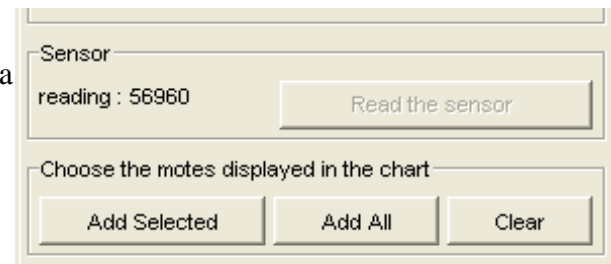 Sensor
a
reading : 56960 Read the sensor
Choose the motes displayed in the chart
Add Selected Add All Clear